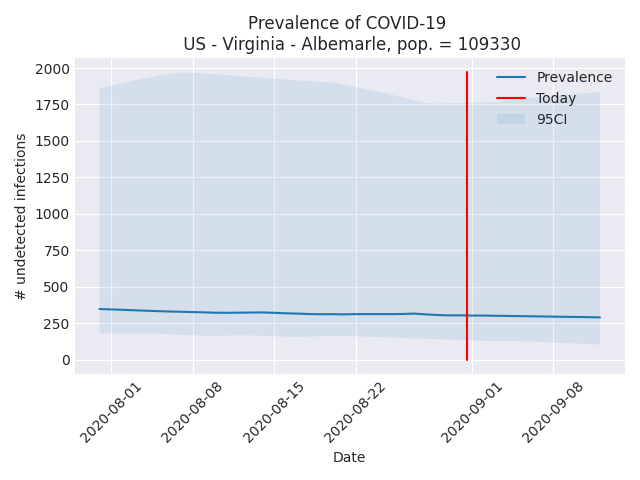 Prevalence of COVID-19
US - Virginia - Albemarle, pop. = 109330
Prevalence
Today
95CI
# undetected infections
2000
1750
1500
1250
1000
750
500
250
0
2020-08-01
2020-08-08
2020-08-15
2020-08-22
2020-09-01
2020-09-08
Date